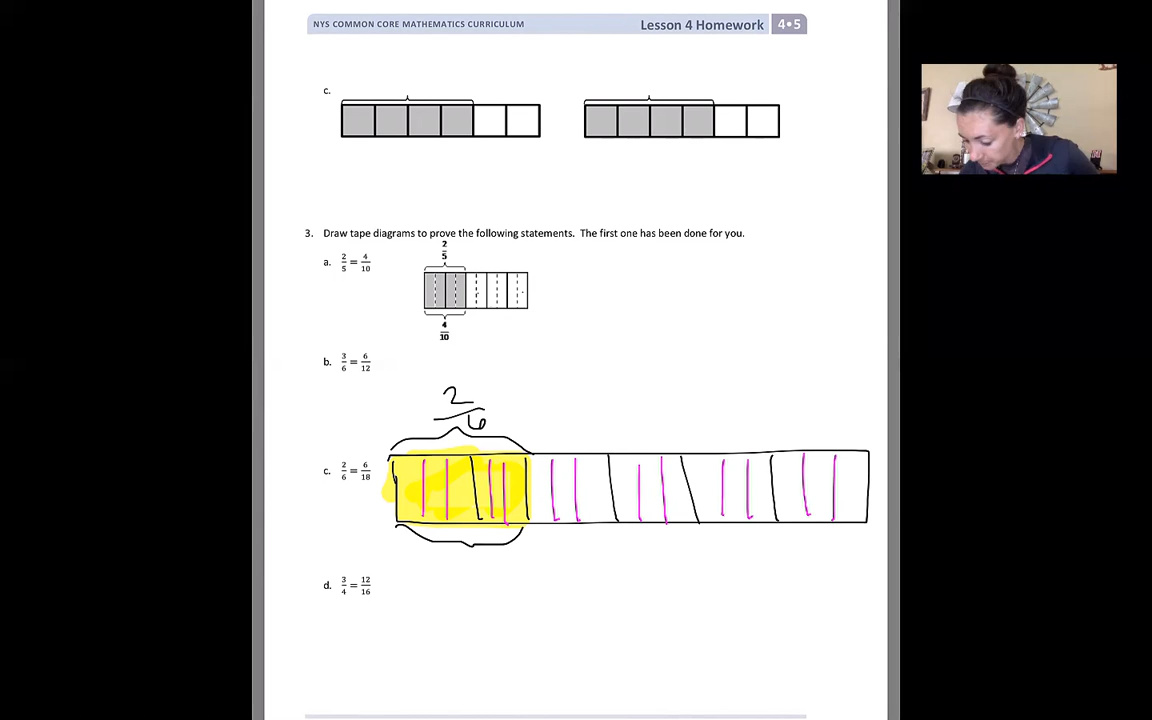 NYS COMMON CORE MATHEMATICS CURRICULUM
Lesson 4 Homework 4•5
c.
3. Draw tape diagrams to prove the following statements. The first one has been done for you.
2/5
a. 2/5 = 4/10
4/10
b. 3/6 = 6/12
2/6
c. 2/6 = 6/18
d. 3/4 = 12/16